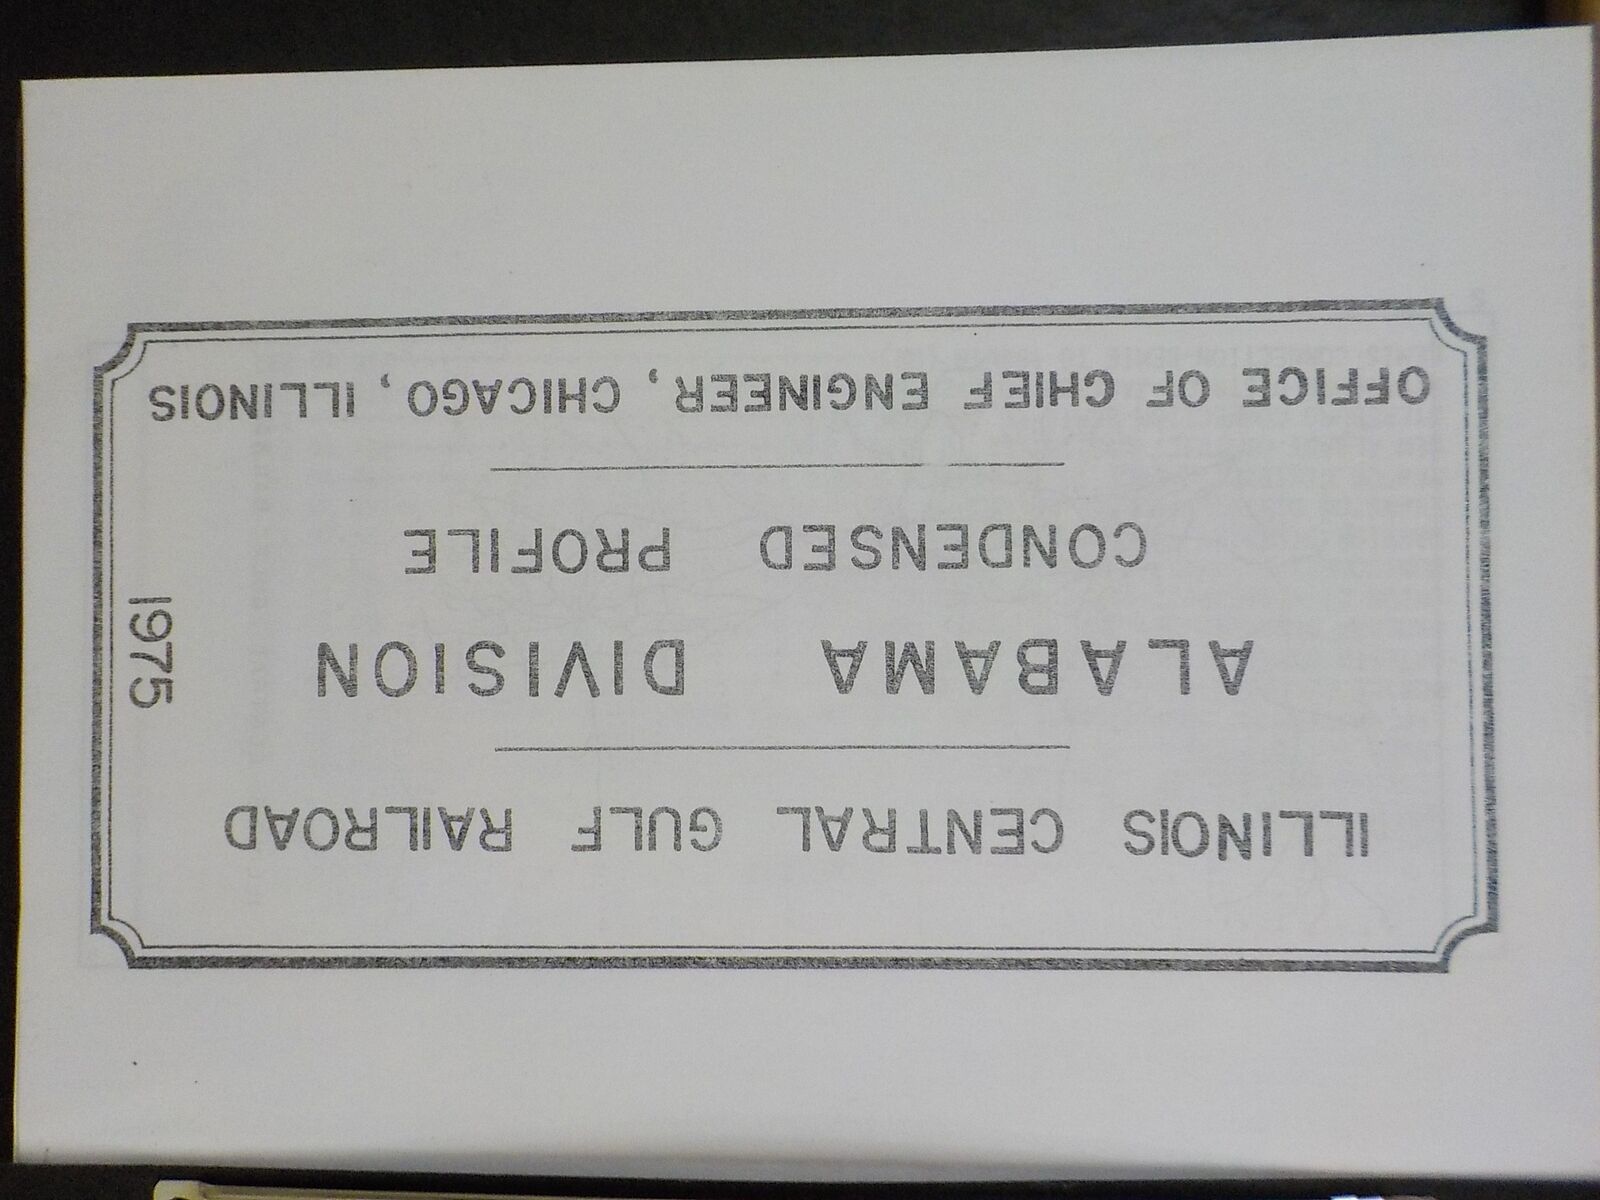 ILLINOIS CENTRAL GULF RAILROAD
ALABAMA DIVISION
CONDENSED PROFILE
1975
OFFICE OF CHIEF ENGINEER, CHICAGO, ILLINOIS